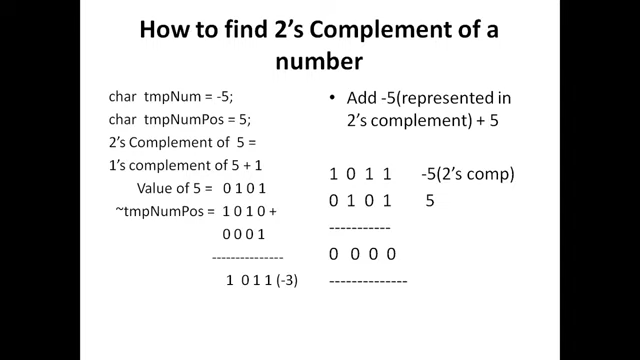 How to find 2's Complement of a
number
char tmpNum = -5;
char tmpNumPos = 5;
2's Complement of 5 =
1's complement of 5 + 1
Value of 5 = 0 1 0 1
~tmpNumPos = 1 0 1 0 +
0 0 0 1
---------------
1 0 1 1 (-3)
• Add -5(represented in
2's complement) + 5
1 0 1 1 -5(2's comp)
0 1 0 1 5
-----------
0 0 0 0
--------------